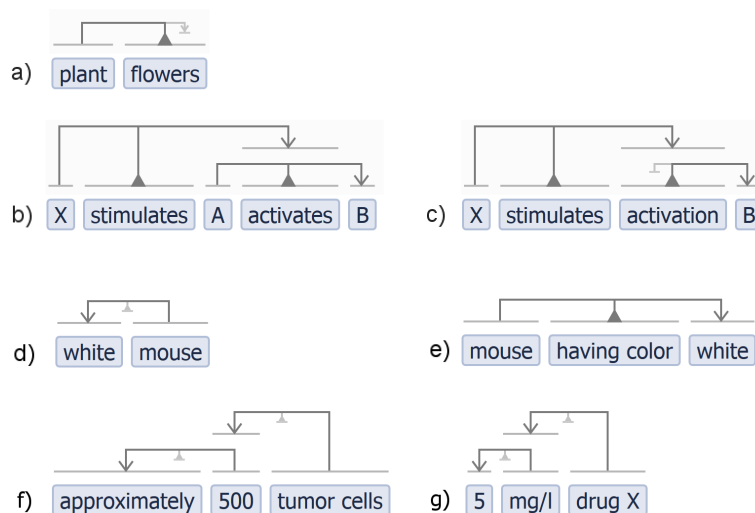 a) plant flowers
b) X stimulates A activates B
c) X stimulates activation B
d) white mouse
e) mouse having color white
f) approximately 500 tumor cells
g) 5 mg/l drug X